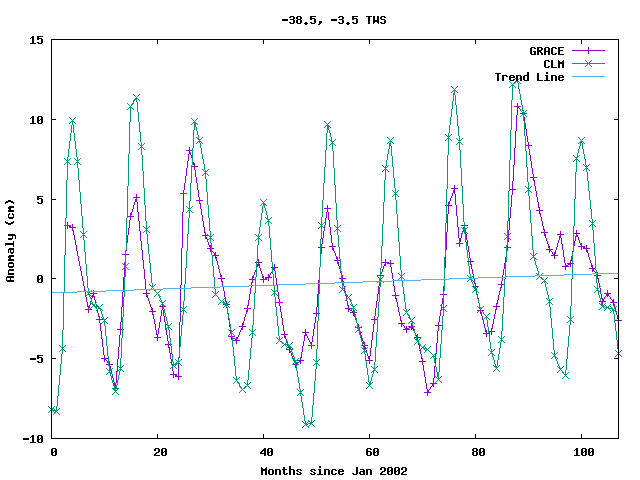 -38.5, -3.5 TWS
15
10
5
0
-5
-10
Anomaly (cm)
GRACE
CLM
Trend Line
0 20 40 60 80 100
Months since Jan 2002